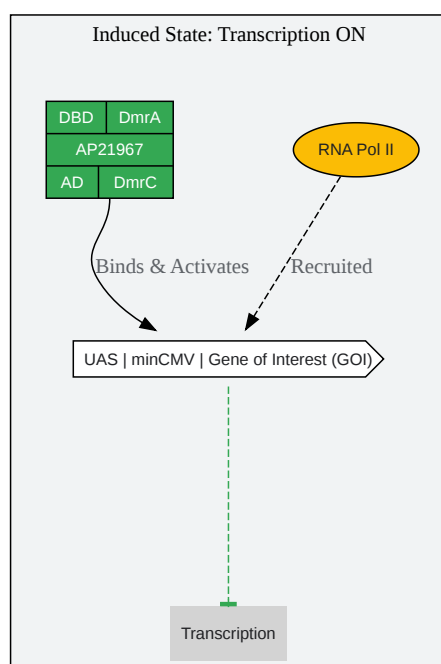 Induced State: Transcription ON
DBD DmrA
AP21967
AD DmrC
RNA Pol II
Binds & Activates
Recruited
UAS | minCMV | Gene of Interest (GOI)
Transcription